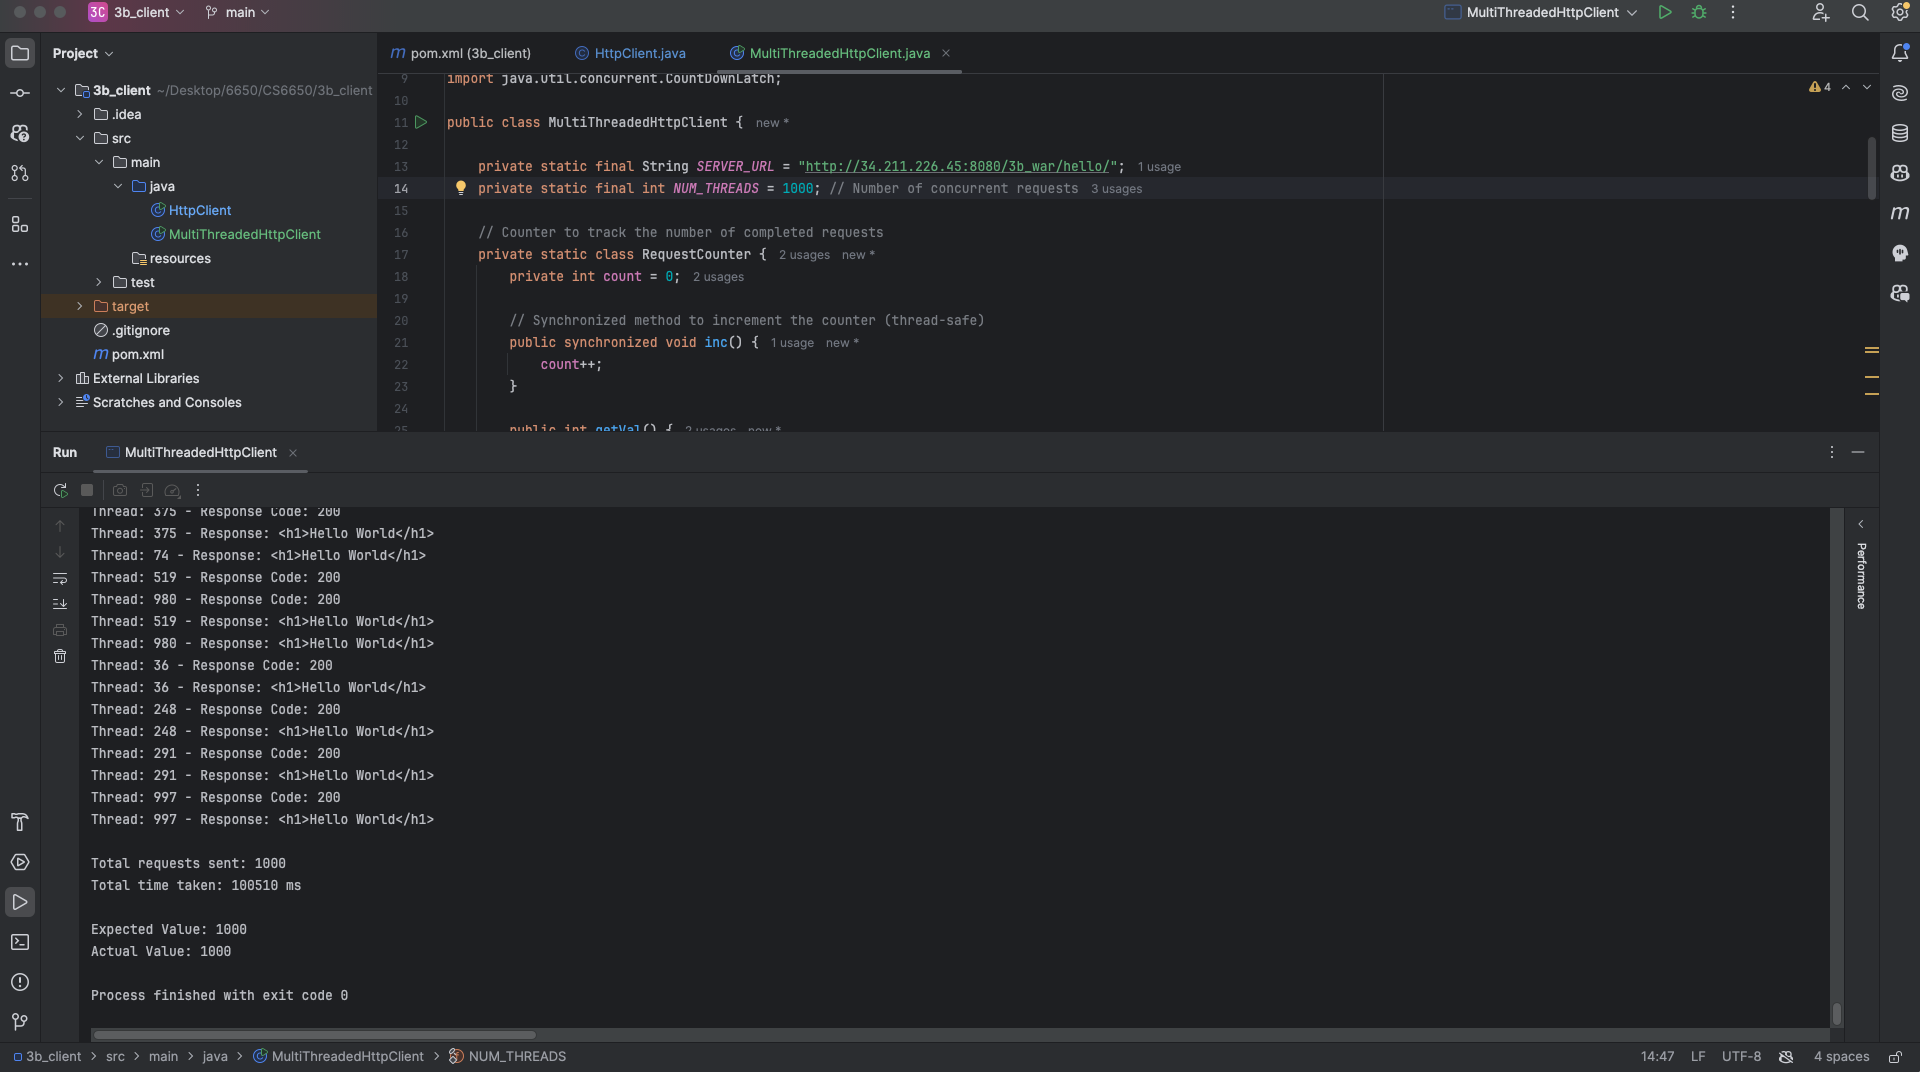 3C 3b_client main MultiThreadedHttpClient
Project
3b_client ~/Desktop/6650/CS6650/3b_client
.idea
src
main
java
HttpClient
MultiThreadedHttpClient
resources
test
target
.gitignore
m pom.xml
External Libraries
Scratches and Consoles
m pom.xml (3b_client) HttpClient.java MultiThreadedHttpClient.java
4
9 import java.util.concurrent.CountDownLatch;
10
11 public class MultiThreadedHttpClient { new *
12
13 private static final String SERVER_URL = "http://34.211.226.45:8080/3b_war/hello/"; 1 usage
14 private static final int NUM_THREADS = 1000; // Number of concurrent requests 3 usages
15
16 // Counter to track the number of completed requests
17 private static class RequestCounter { 2 usages new *
18 private int count = 0; 2 usages
19
20 // Synchronized method to increment the counter (thread-safe)
21 public synchronized void inc() { 1 usage new *
22 count++;
23 }
24
25 public int getVal() { 2 usages new *
Run MultiThreadedHttpClient
Thread: 375 - Response Code: 200
Thread: 375 - Response: <h1>Hello World</h1>
Thread: 74 - Response: <h1>Hello World</h1>
Thread: 519 - Response Code: 200
Thread: 980 - Response Code: 200
Thread: 519 - Response: <h1>Hello World</h1>
Thread: 980 - Response: <h1>Hello World</h1>
Thread: 36 - Response Code: 200
Thread: 36 - Response: <h1>Hello World</h1>
Thread: 248 - Response Code: 200
Thread: 248 - Response: <h1>Hello World</h1>
Thread: 291 - Response Code: 200
Thread: 291 - Response: <h1>Hello World</h1>
Thread: 997 - Response Code: 200
Thread: 997 - Response: <h1>Hello World</h1>
Total requests sent: 1000
Total time taken: 100510 ms
Expected Value: 1000
Actual Value: 1000
Process finished with exit code 0
Performance
m
3b_client > src > main > java > MultiThreadedHttpClient > NUM_THREADS
14:47 LF UTF-8 4 spaces